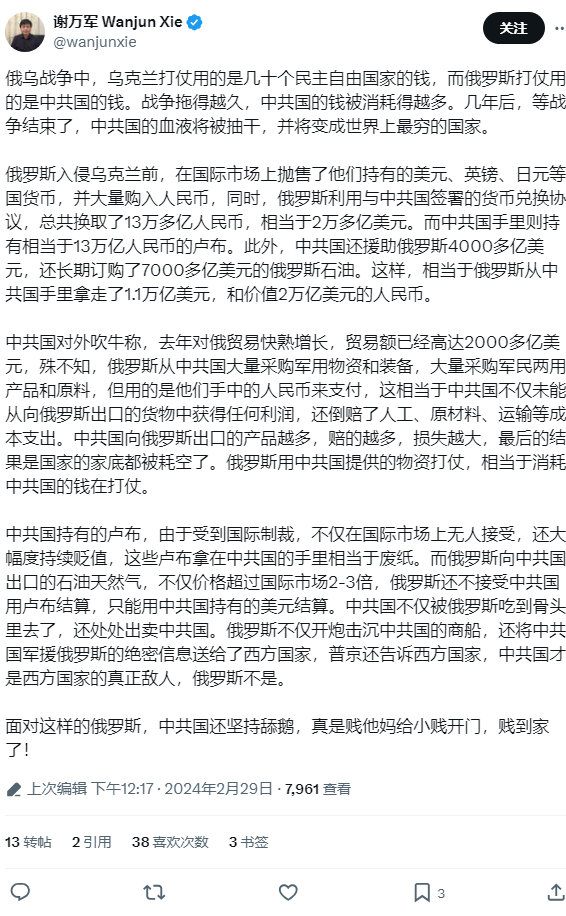 谢万军 Wanjun Xie
@wanjunxie
关注
俄乌战争中，乌克兰打仗用的是几十个民主自由国家的钱，而俄罗斯打仗用
的是中共国的钱。战争拖得越久，中共国的钱被消耗得越多。几年后，等战
争结束了，中共国的血液将被抽干，并将变成世界上最穷的国家。
俄罗斯入侵乌克兰前，在国际市场上抛售了他们持有的美元、英镑、日元等
国货币，并大量购入人民币，同时，俄罗斯利用与中共国签署的货币兑换协
议，总共换取了13万多亿人民币，相当于2万多亿美元。而中共国手里则持
有相当于13万亿人民币的卢布。此外，中共国还援助俄罗斯4000多亿美
元，还长期订购了7000多亿美元的俄罗斯石油。这样，相当于俄罗斯从中
共国手里拿走了1.1万亿美元，和价值2万亿美元的人民币。
中共国对外吹牛称，去年对俄贸易快熟增长，贸易额已经高达2000多亿美
元，殊不知，俄罗斯从中共国大量采购军用物资和装备，大量采购军民两用
产品和原料，但用的是他们手中的人民币来支付，这相当于中共国不仅未能
从向俄罗斯出口的货物中获得任何利润，还倒赔了人工、原材料、运输等成
本支出。中共国向俄罗斯出口的产品越多，赔的越多，损失越大，最后的结
果是国家的家底都被耗空了。俄罗斯用中共国提供的物资打仗，相当于消耗
中共国的钱在打仗。
中共国持有的卢布，由于受到国际制裁，不仅在国际市场上无人接受，还大
幅度持续贬值，这些卢布拿在中共国的手里相当于废纸。而俄罗斯向中共国
出口的石油天然气，不仅价格超过国际市场2-3倍，俄罗斯还不接受中共国
用卢布结算，只能用中共国持有的美元结算。中共国不仅被俄罗斯吃到骨头
里去了，还处处出卖中共国。俄罗斯不仅开炮击沉中共国的商船，还将中共
国军援俄罗斯的绝密信息送给了西方国家，普京还告诉西方国家，中共国才
是西方国家的真正敌人，俄罗斯不是。
面对这样的俄罗斯，中共国还坚持舔鹅，真是贱他妈给小贱开门，贱到家
了！
上次编辑 下午12:17 · 2024年2月29日 · 7,961 查看
13 转帖 2 引用 38 喜欢次数 3 书签
3